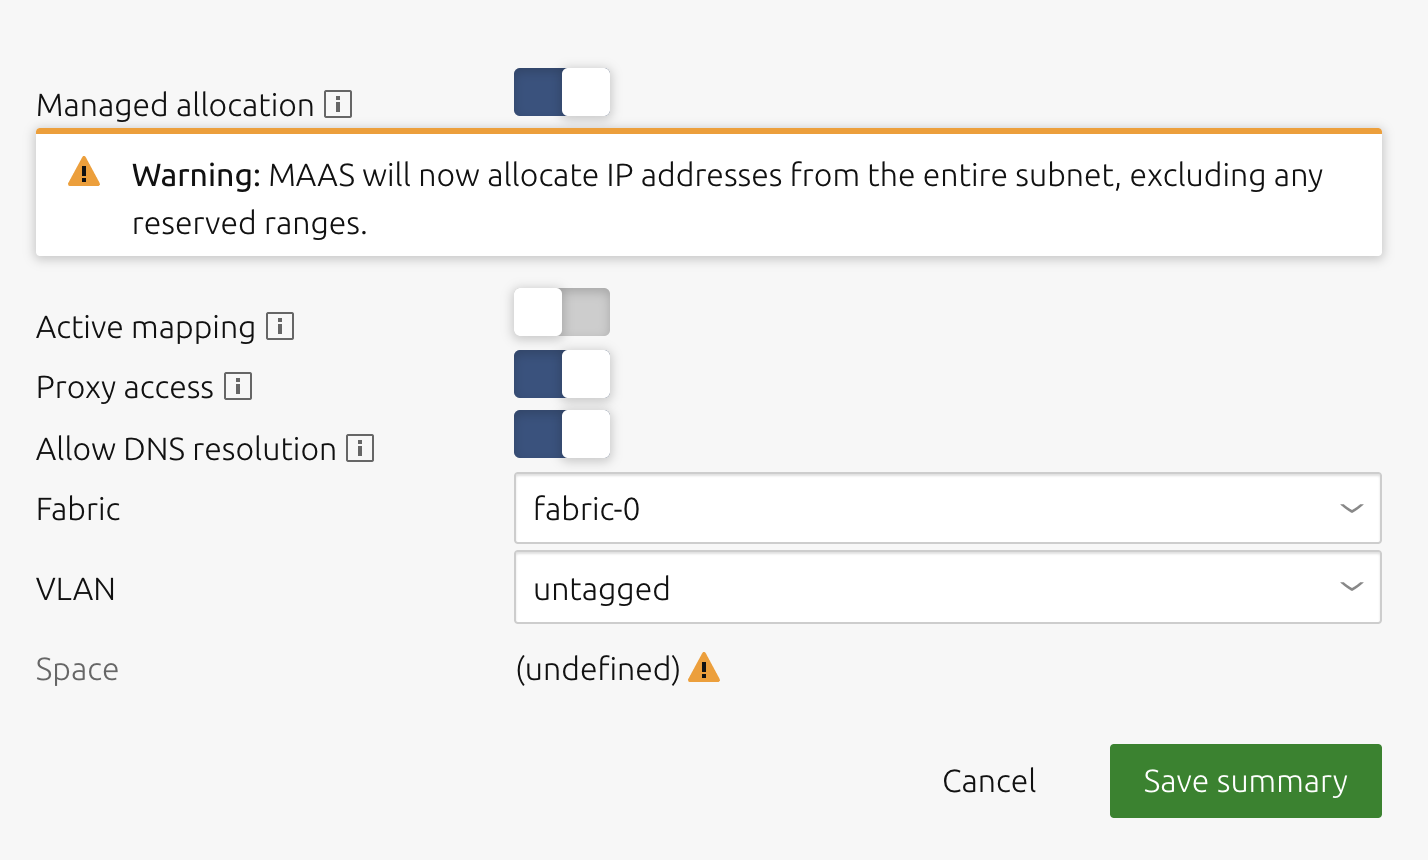 Managed allocation
Warning: MAAS will now allocate IP addresses from the entire subnet, excluding any
reserved ranges.
Active mapping
Proxy access
Allow DNS resolution
Fabric
fabric-0
VLAN
untagged
Space
(undefined)
Cancel
Save summary